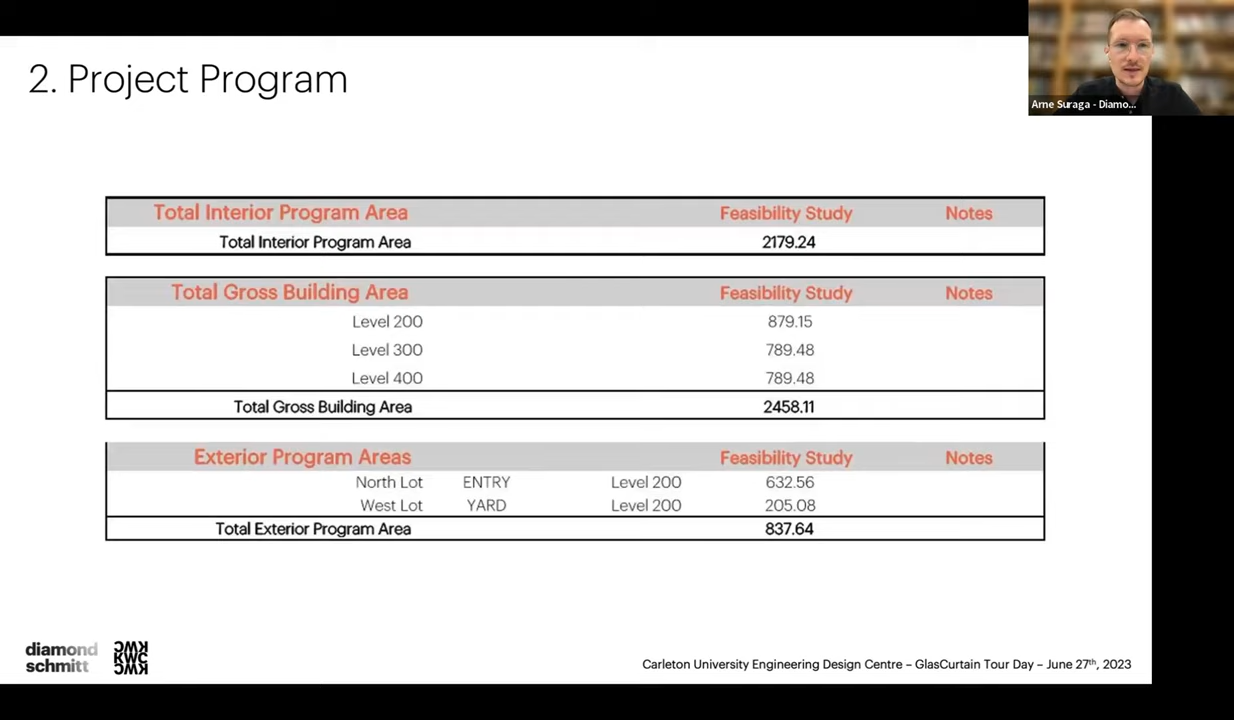 2. Project Program
Arne Suraga - Diamo...
Total Interior Program Area Feasibility Study Notes
Total Interior Program Area 2179.24
Total Gross Building Area Feasibility Study Notes
Level 200 879.15
Level 300 789.48
Level 400 789.48
Total Gross Building Area 2458.11
Exterior Program Areas Feasibility Study Notes
North Lot ENTRY Level 200 632.56
West Lot YARD Level 200 205.08
Total Exterior Program Area 837.64
diamond
schmitt
KWC
Carleton University Engineering Design Centre – GlasCurtain Tour Day – June 27th, 2023